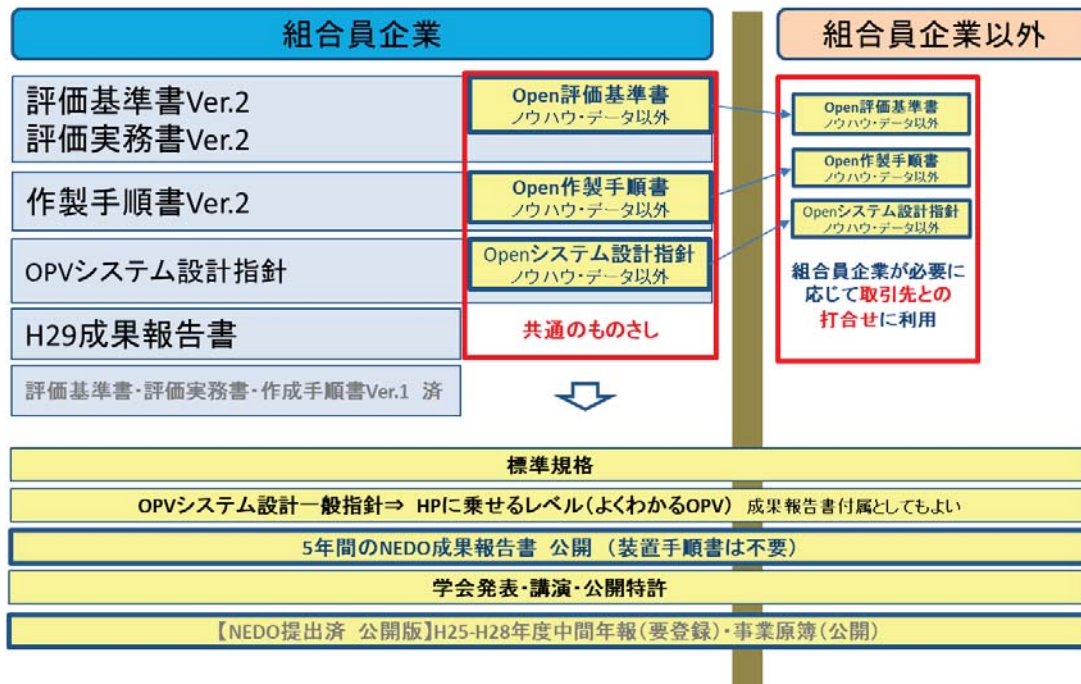 組合員企業
組合員企業以外
評価基準書Ver.2
評価実務書Ver.2
Open評価基準書
ノウハウ・データ以外
作製手順書Ver.2
Open作製手順書
ノウハウ・データ以外
OPVシステム設計指針
Openシステム設計指針
ノウハウ・データ以外
H29成果報告書
共通のものさし
評価基準書・評価実務書・作成手順書Ver.1 済
Open評価基準書
ノウハウ・データ以外
Open作製手順書
ノウハウ・データ以外
Openシステム設計指針
ノウハウ・データ以外
組合員企業が必要に
応じて取引先との
打合せに利用
標準規格
OPVシステム設計一般指針⇒ HPに乗せるレベル(よくわかるOPV) 成果報告書付属としてもよい
5年間のNEDO成果報告書 公開 (装置手順書は不要)
学会発表・講演・公開特許
【NEDO提出済 公開版】H25-H28年度中間年報(要登録)・事業原簿(公開)